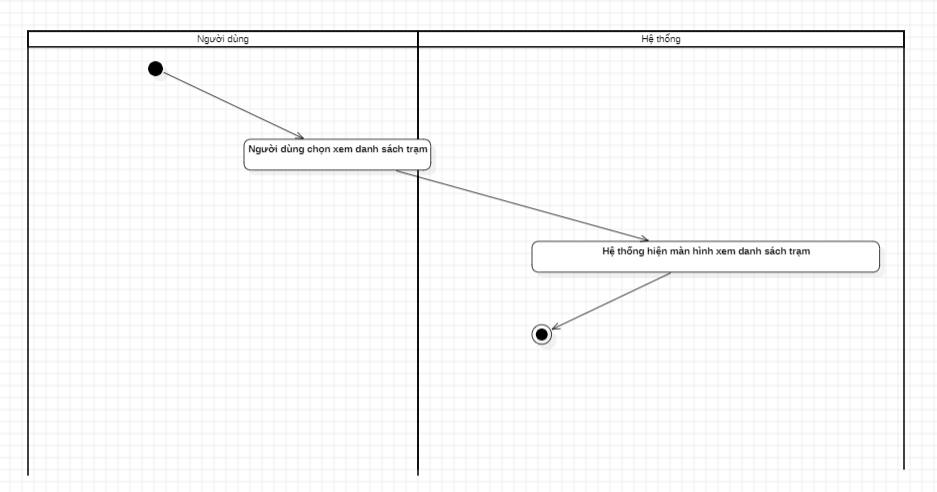 Người dùng
Hệ thống
Người dùng chọn xem danh sách trạm
Hệ thống hiện màn hình xem danh sách trạm